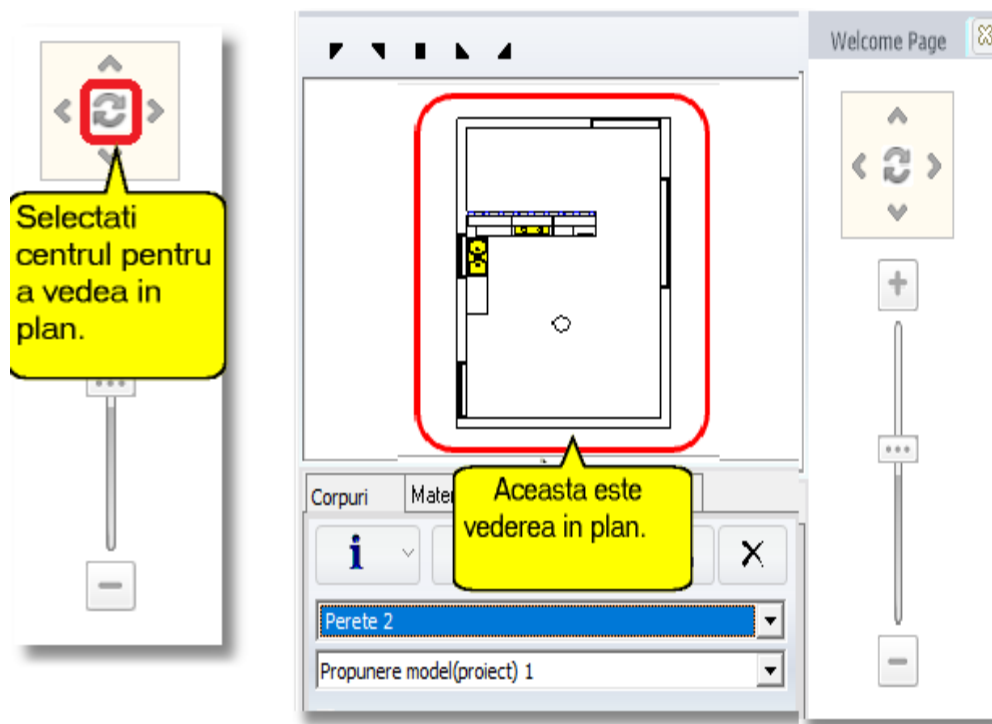 Selectati
centrul pentru
a vedea in
plan.
Welcome Page
Aceasta este
vederea in plan.
Corpuri
Perete 2
Propunere model(proiect) 1